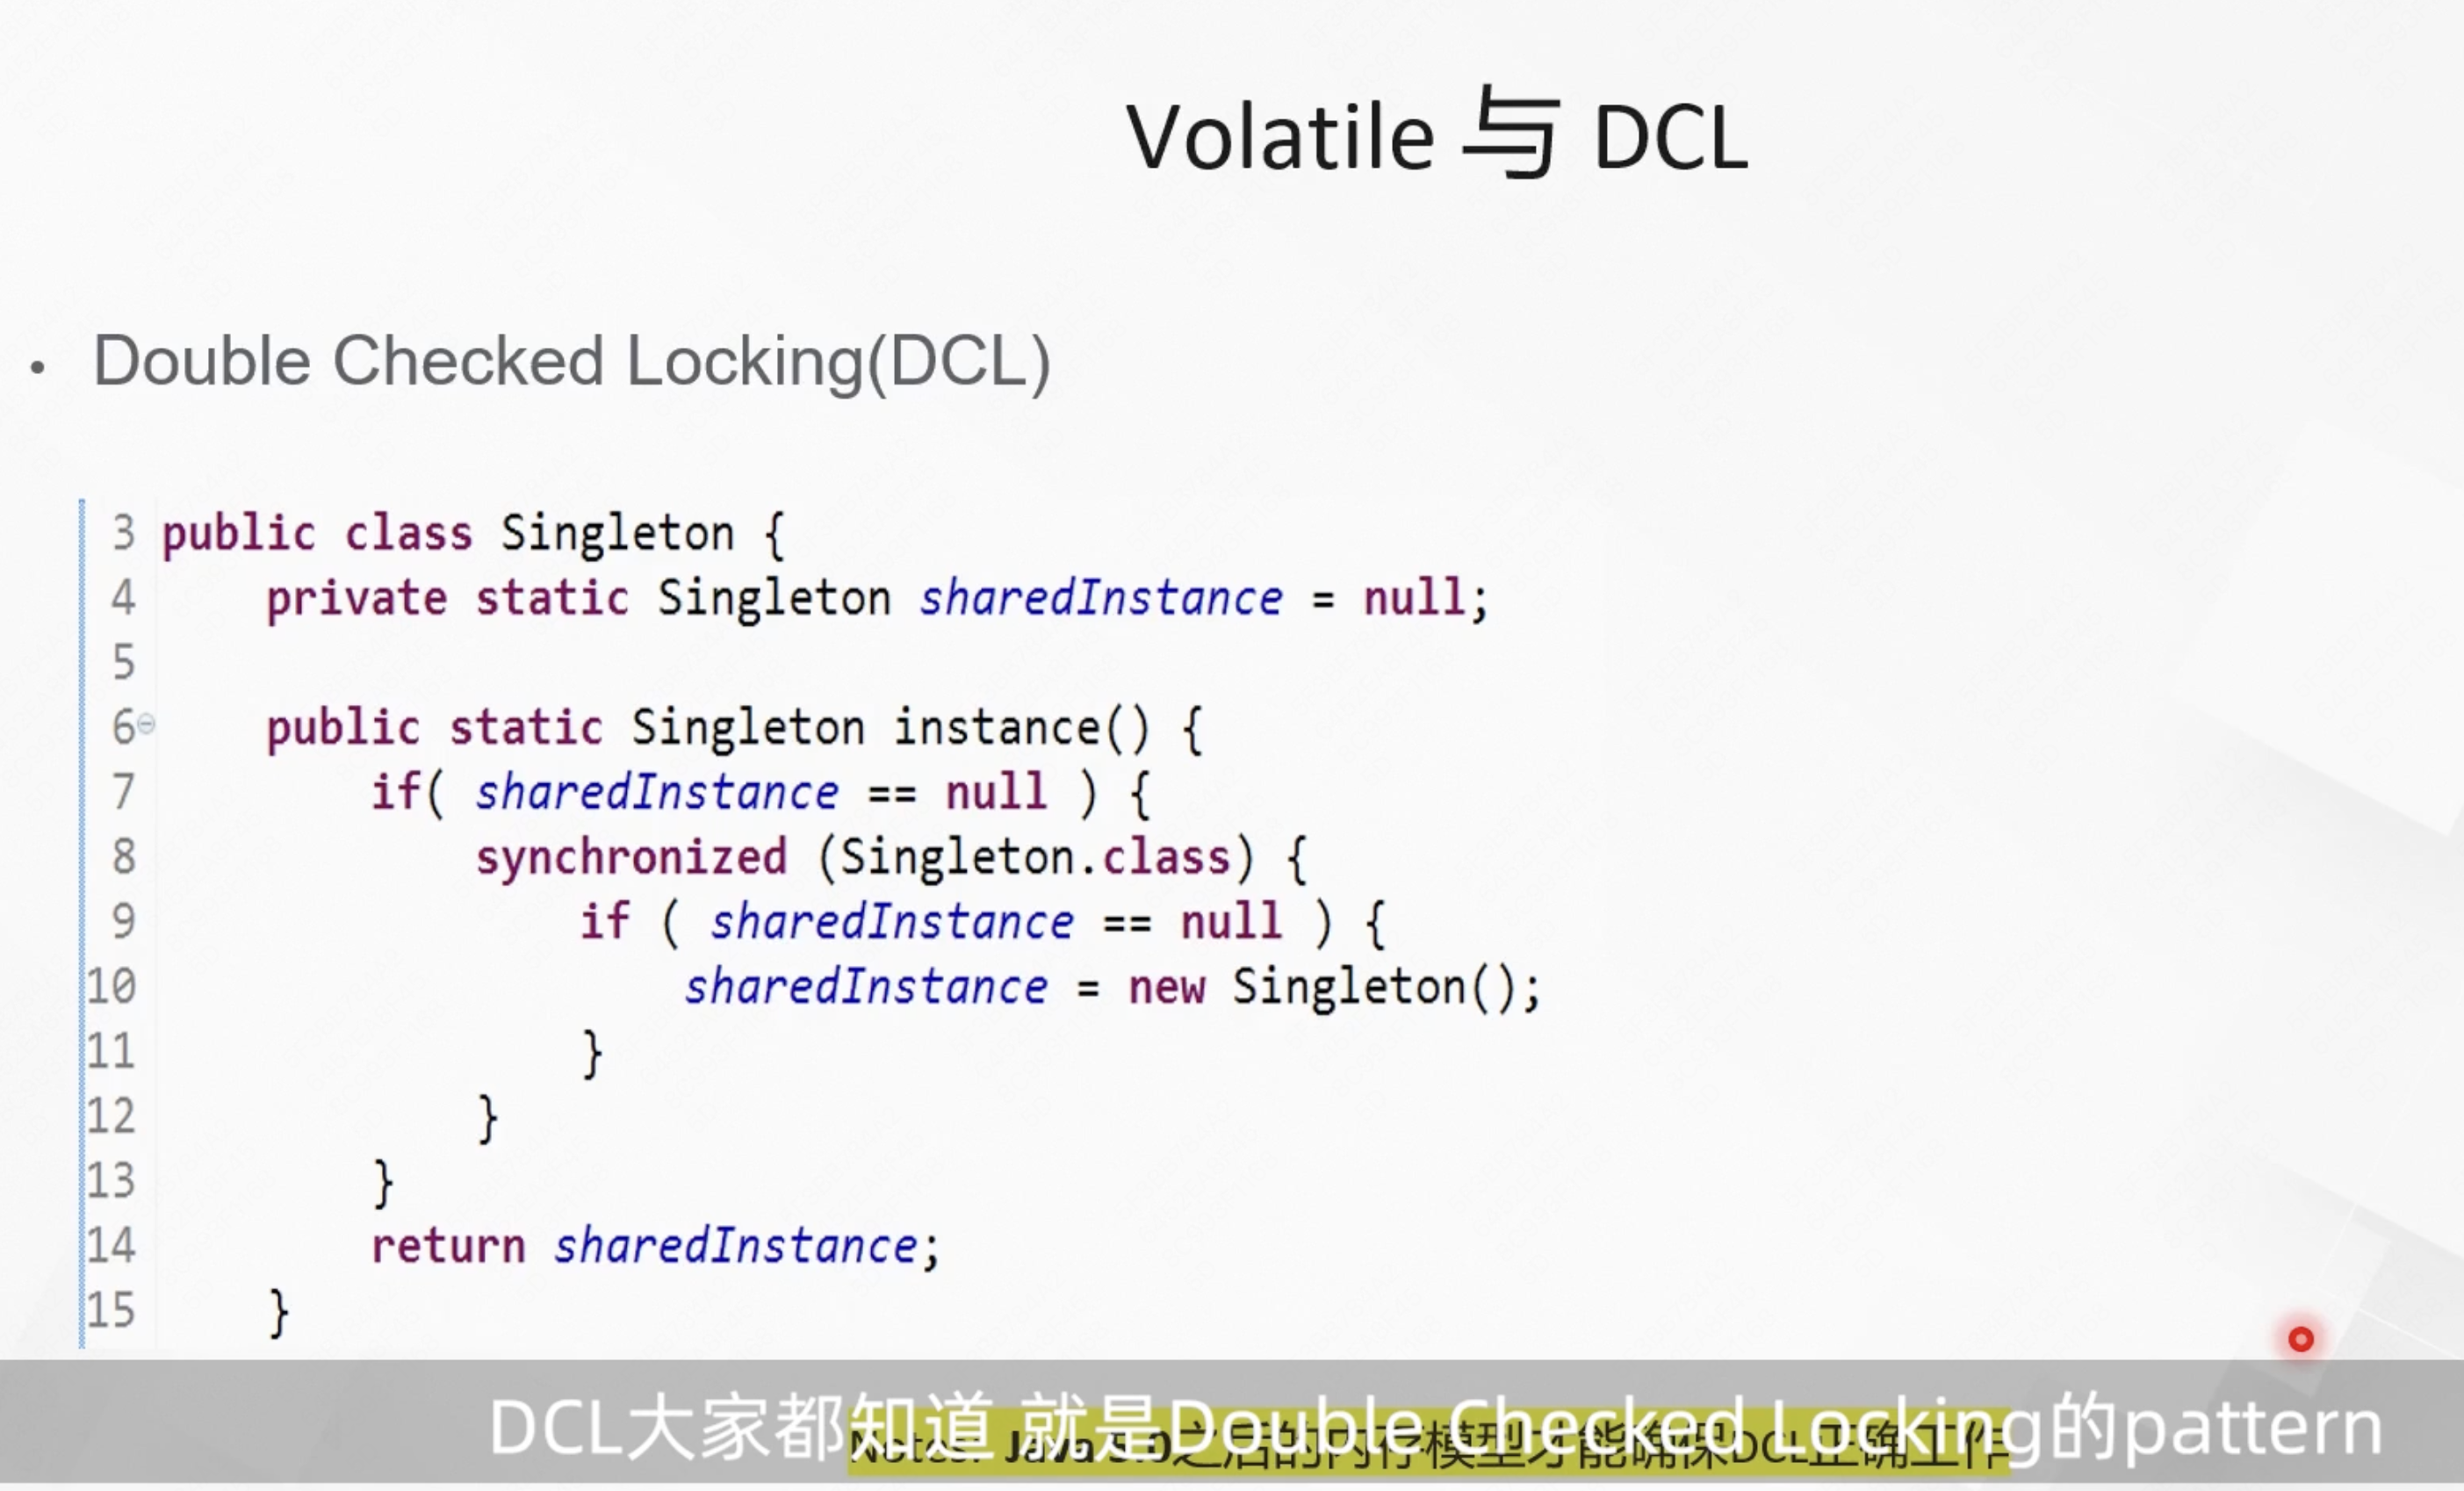 Volatile 与 DCL
• Double Checked Locking(DCL)
3 public class Singleton {
4     private static Singleton sharedInstance = null;
5
6     public static Singleton instance() {
7         if( sharedInstance == null ) {
8             synchronized (Singleton.class) {
9                 if ( sharedInstance == null ) {
10                     sharedInstance = new Singleton();
11                 }
12             }
13         }
14         return sharedInstance;
15     }
DCL大家都知道 就是Double Checked Locking的pattern
Notes: Java 5.0之后的内存模型才能确保DCL正确工作